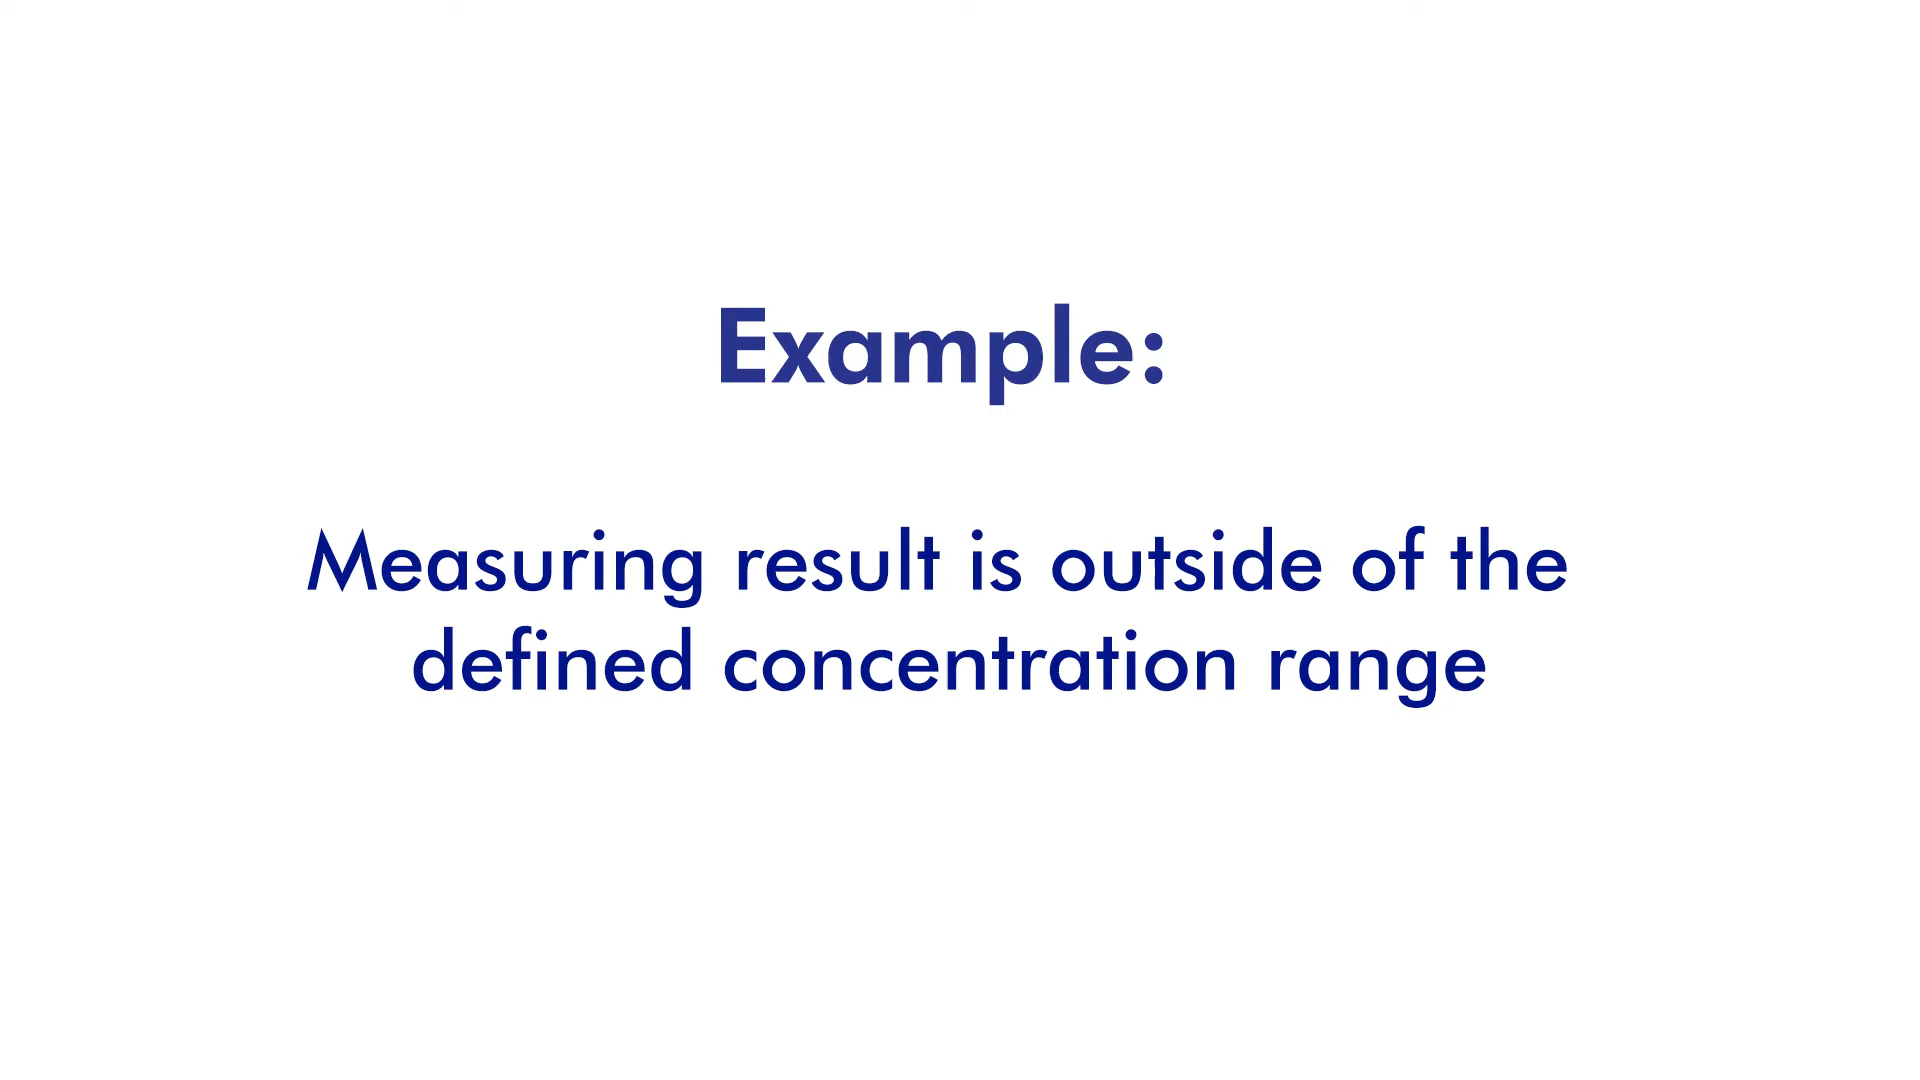 Example:
Measuring result is outside of the
defined concentration range